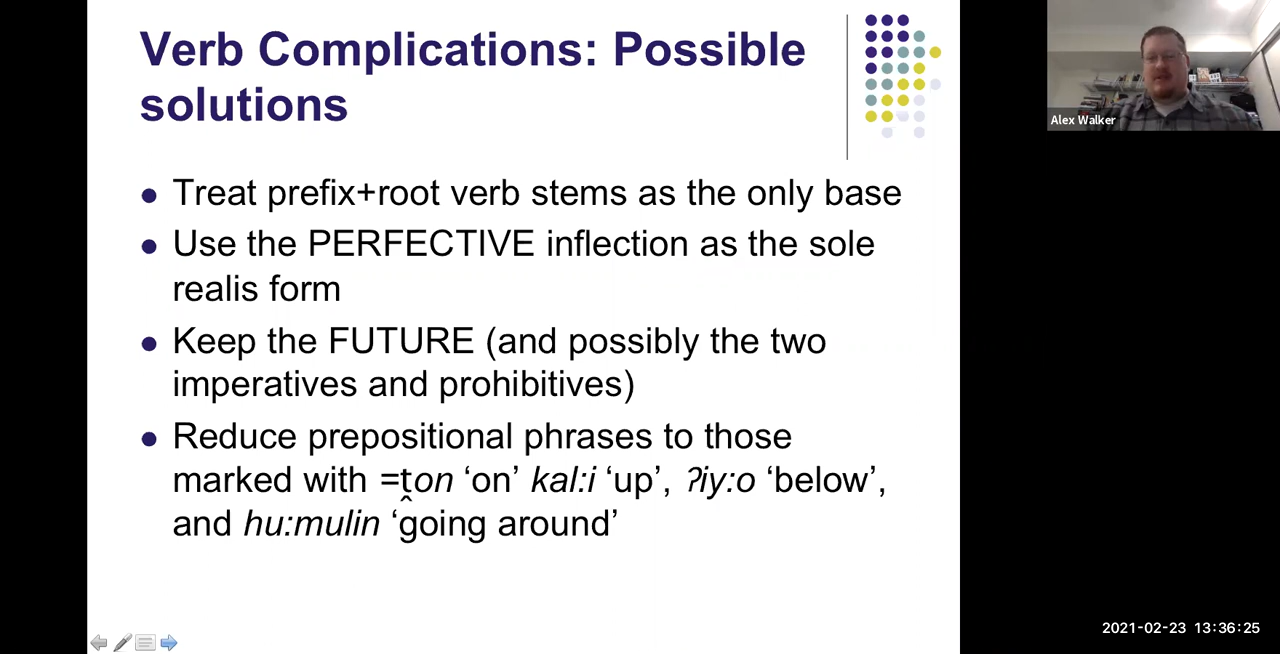 Verb Complications: Possible
solutions
● Treat prefix+root verb stems as the only base
● Use the PERFECTIVE inflection as the sole
realis form
● Keep the FUTURE (and possibly the two
imperatives and prohibitives)
● Reduce prepositional phrases to those
marked with =t̯on ‘on’ kal:i ‘up’, ʔiy:o ‘below’,
and hu:mulin ‘going around’
Alex Walker
2021-02-23 13:36:25